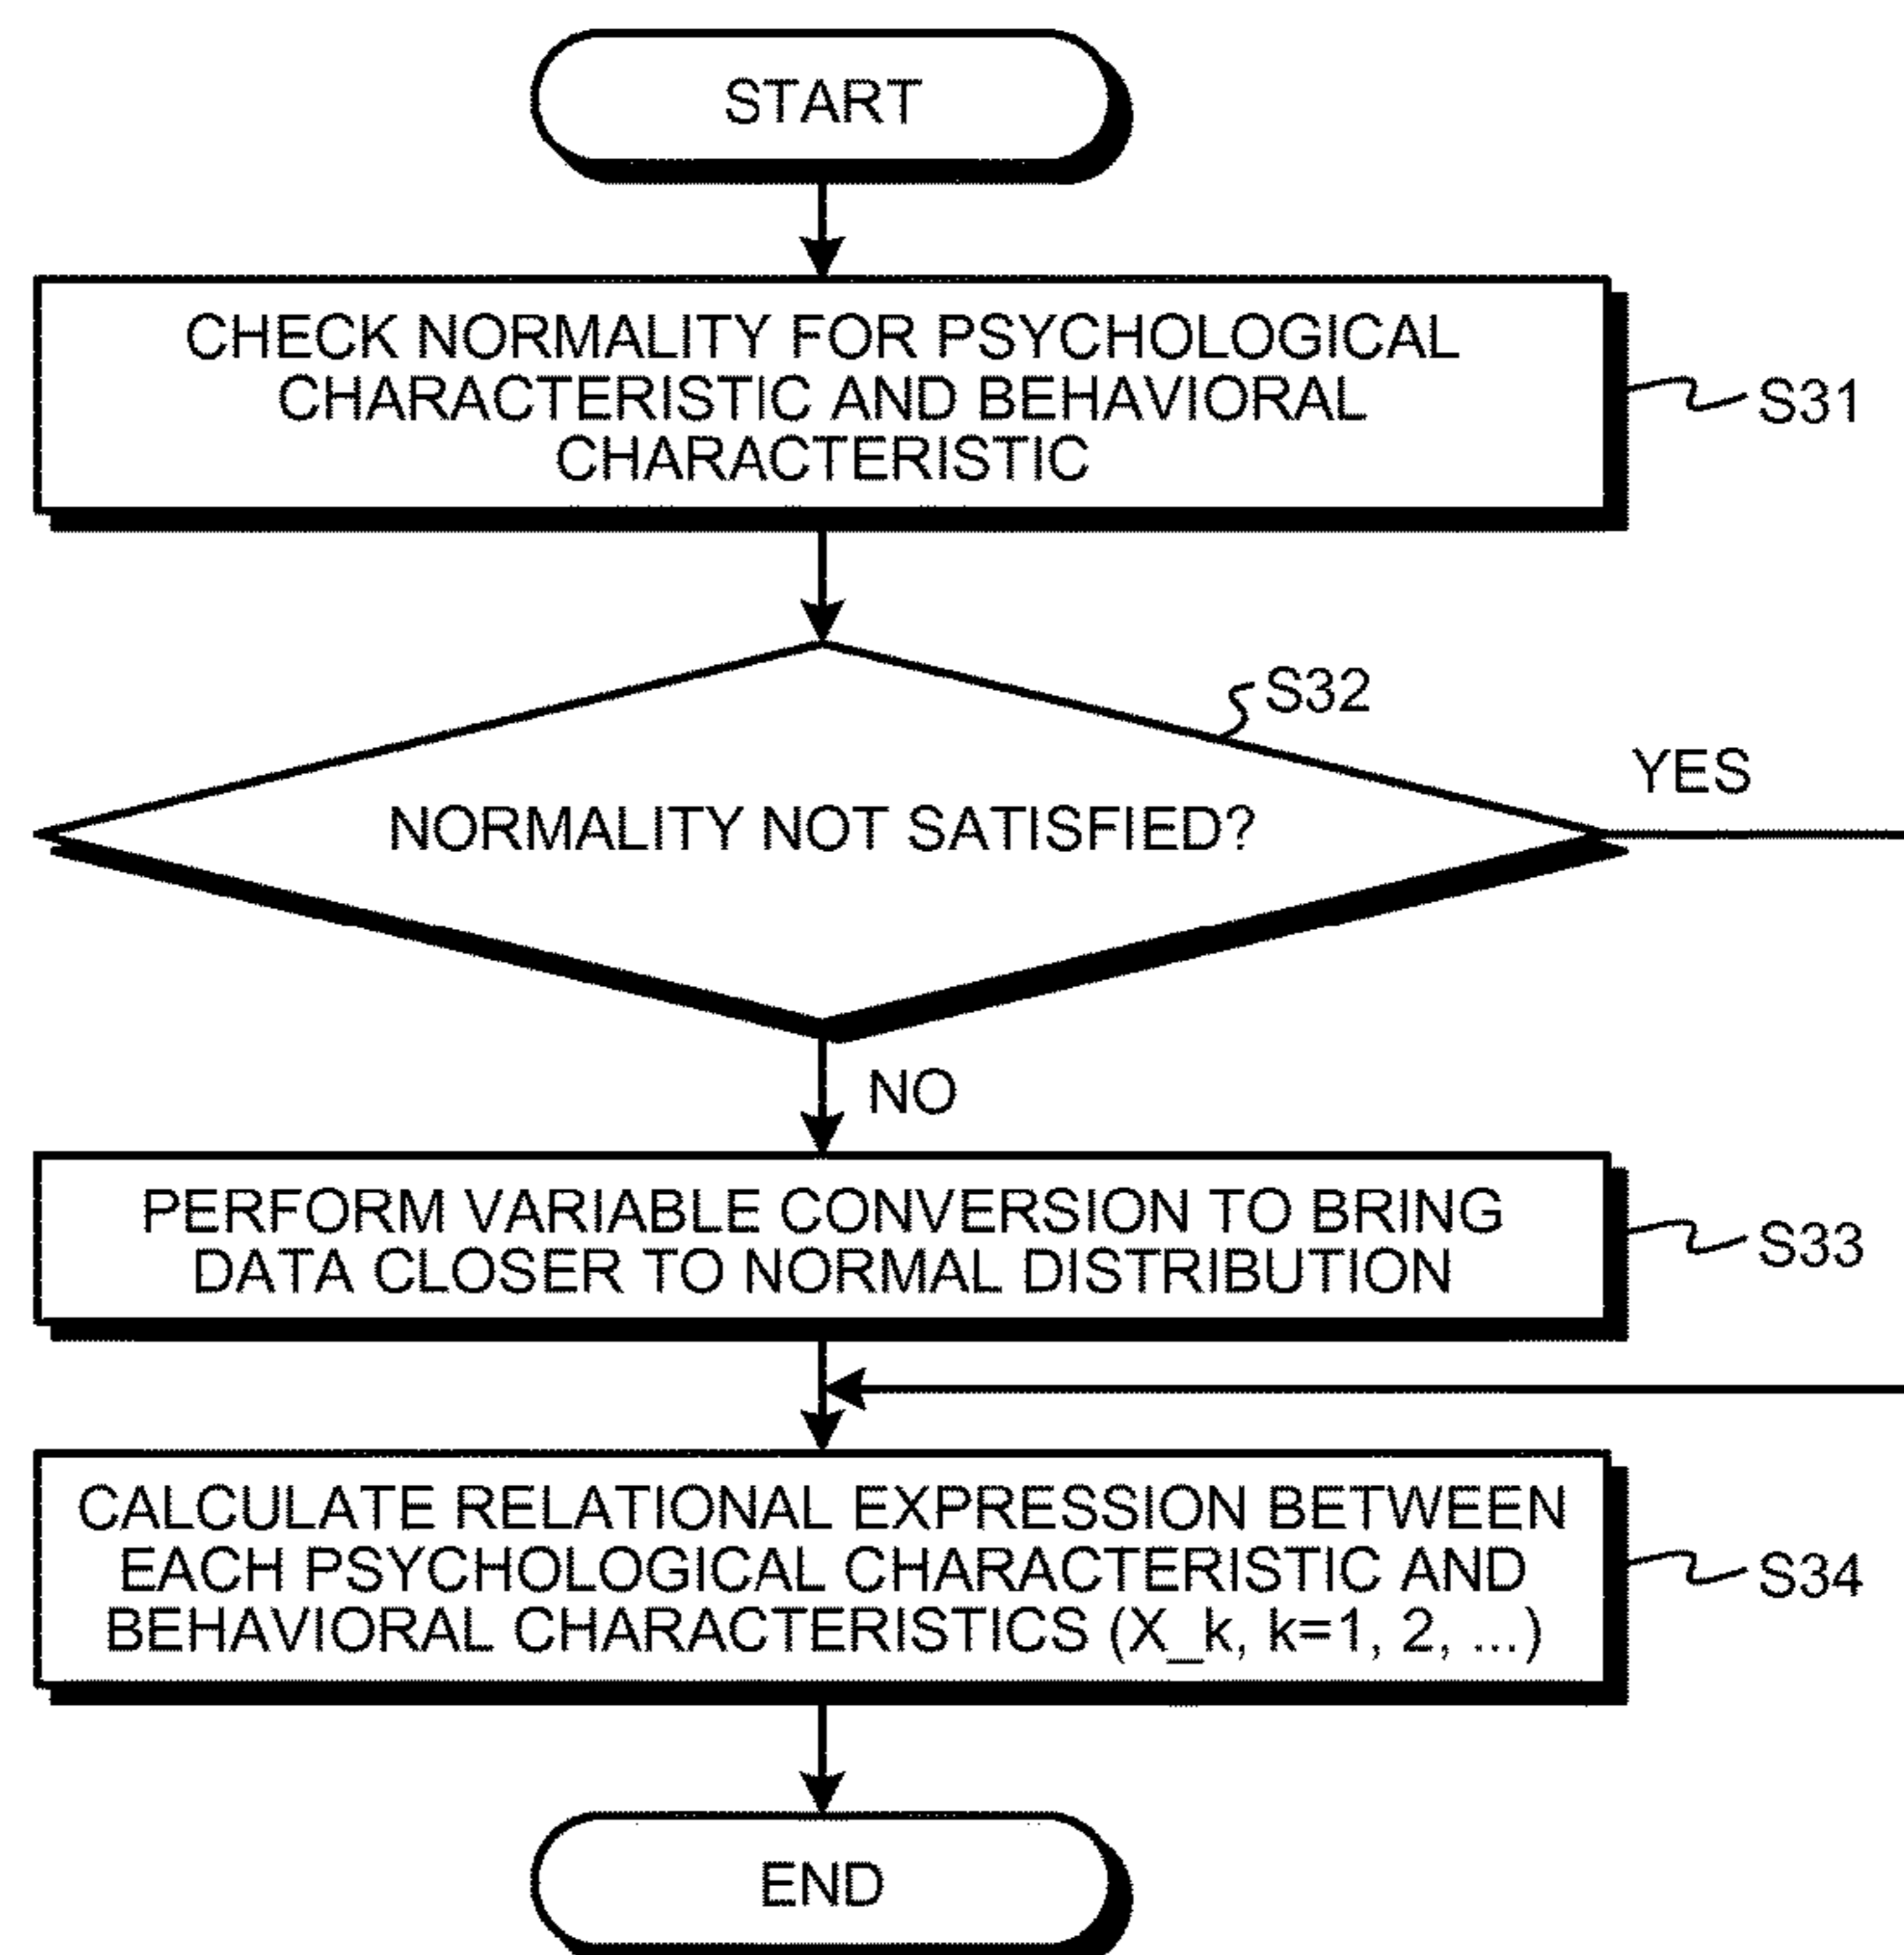 START
CHECK NORMALITY FOR PSYCHOLOGICAL
CHARACTERISTIC AND BEHAVIORAL
CHARACTERISTIC
S31
S32
NORMALITY NOT SATISFIED?
YES
NO
PERFORM VARIABLE CONVERSION TO BRING
DATA CLOSER TO NORMAL DISTRIBUTION
S33
CALCULATE RELATIONAL EXPRESSION BETWEEN
EACH PSYCHOLOGICAL CHARACTERISTIC AND
BEHAVIORAL CHARACTERISTICS (X_k, k=1, 2, ...)
S34
END